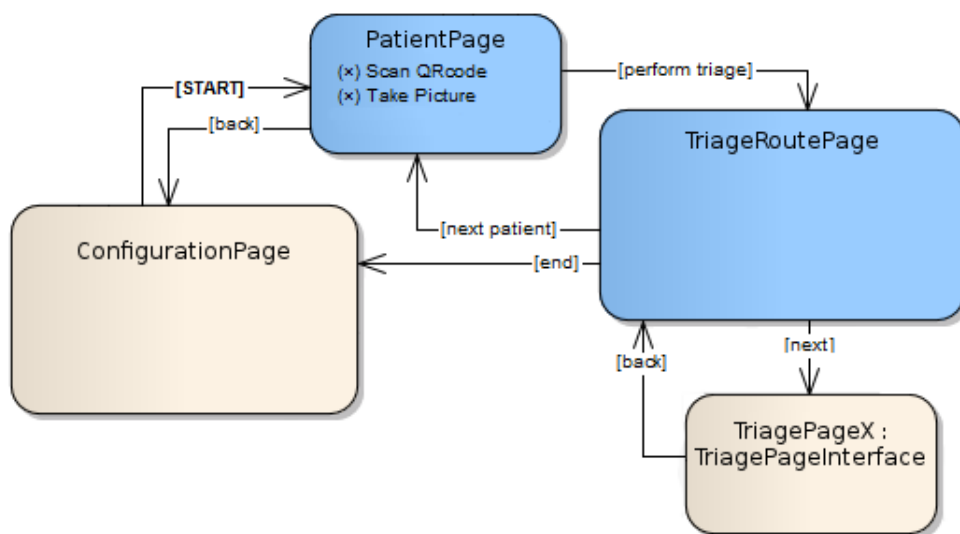 PatientPage
(×) Scan QRcode
(×) Take Picture
[perform triage]
[START]
[back]
TriageRoutePage
[next patient]
ConfigurationPage
[end]
[back]
[next]
TriagePageX :
TriagePageInterface